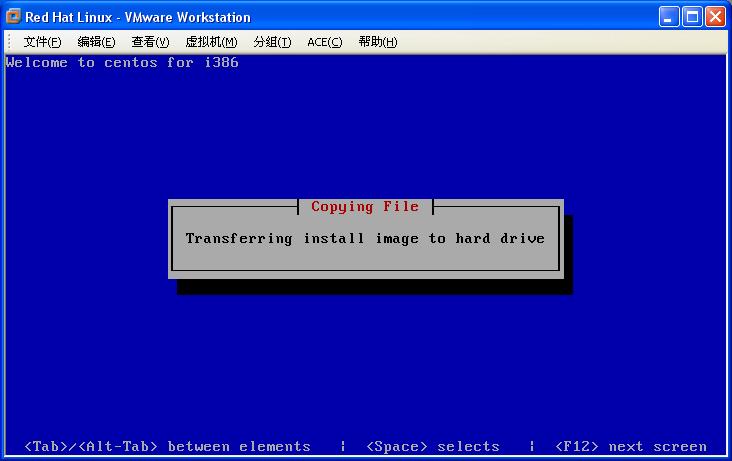 Red Hat Linux - VMware Workstation
文件(F) 编辑(E) 查看(V) 虚拟机(M) 分组(T) ACE(C) 帮助(H)
Welcome to centos for i386
Copying File
Transferring install image to hard drive
<Tab>/<Alt-Tab> between elements | <Space> selects | <F12> next screen